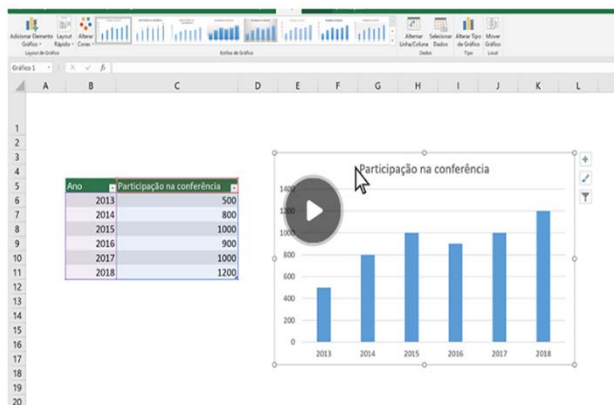 Adicionar Elemento Gráfico
Layout Rápido
Alterar Cores
Alternar Linha/Coluna
Selecionar Dados
Alterar Tipo de Gráfico
Mover Gráfico
Layout de Gráfico
Estilos de Gráfico
Dados
Tipo
Local
Gráfico 1
fx
A B C D E F G H I J K L
1
2
3
4
5
6
7
8
9
10
11
12
13
14
15
16
17
18
19
20
Ano Participação na conferência
2013 500
2014 800
2015 1000
2016 900
2017 1000
2018 1200
Participação na conferência
1400
1200
1000
800
600
400
200
0
2013 2014 2015 2016 2017 2018